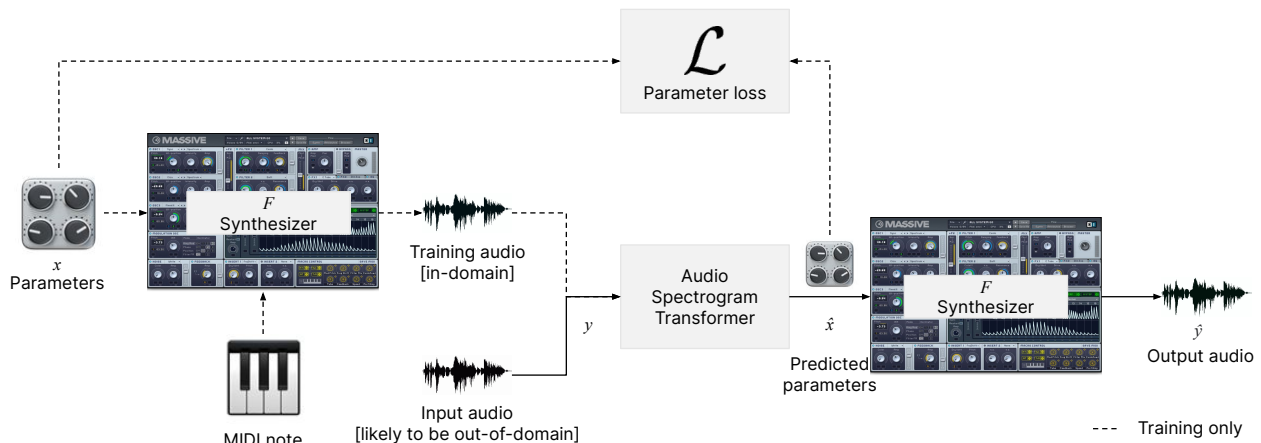 ℒ
Parameter loss
MASSIVE
F
Synthesizer
x
Parameters
Training audio
[in-domain]
MIDI note
Input audio
[likely to be out-of-domain]
y
Audio
Spectrogram
Transformer
x̂
Predicted
parameters
MASSIVE
F
Synthesizer
ŷ
Output audio
Training only